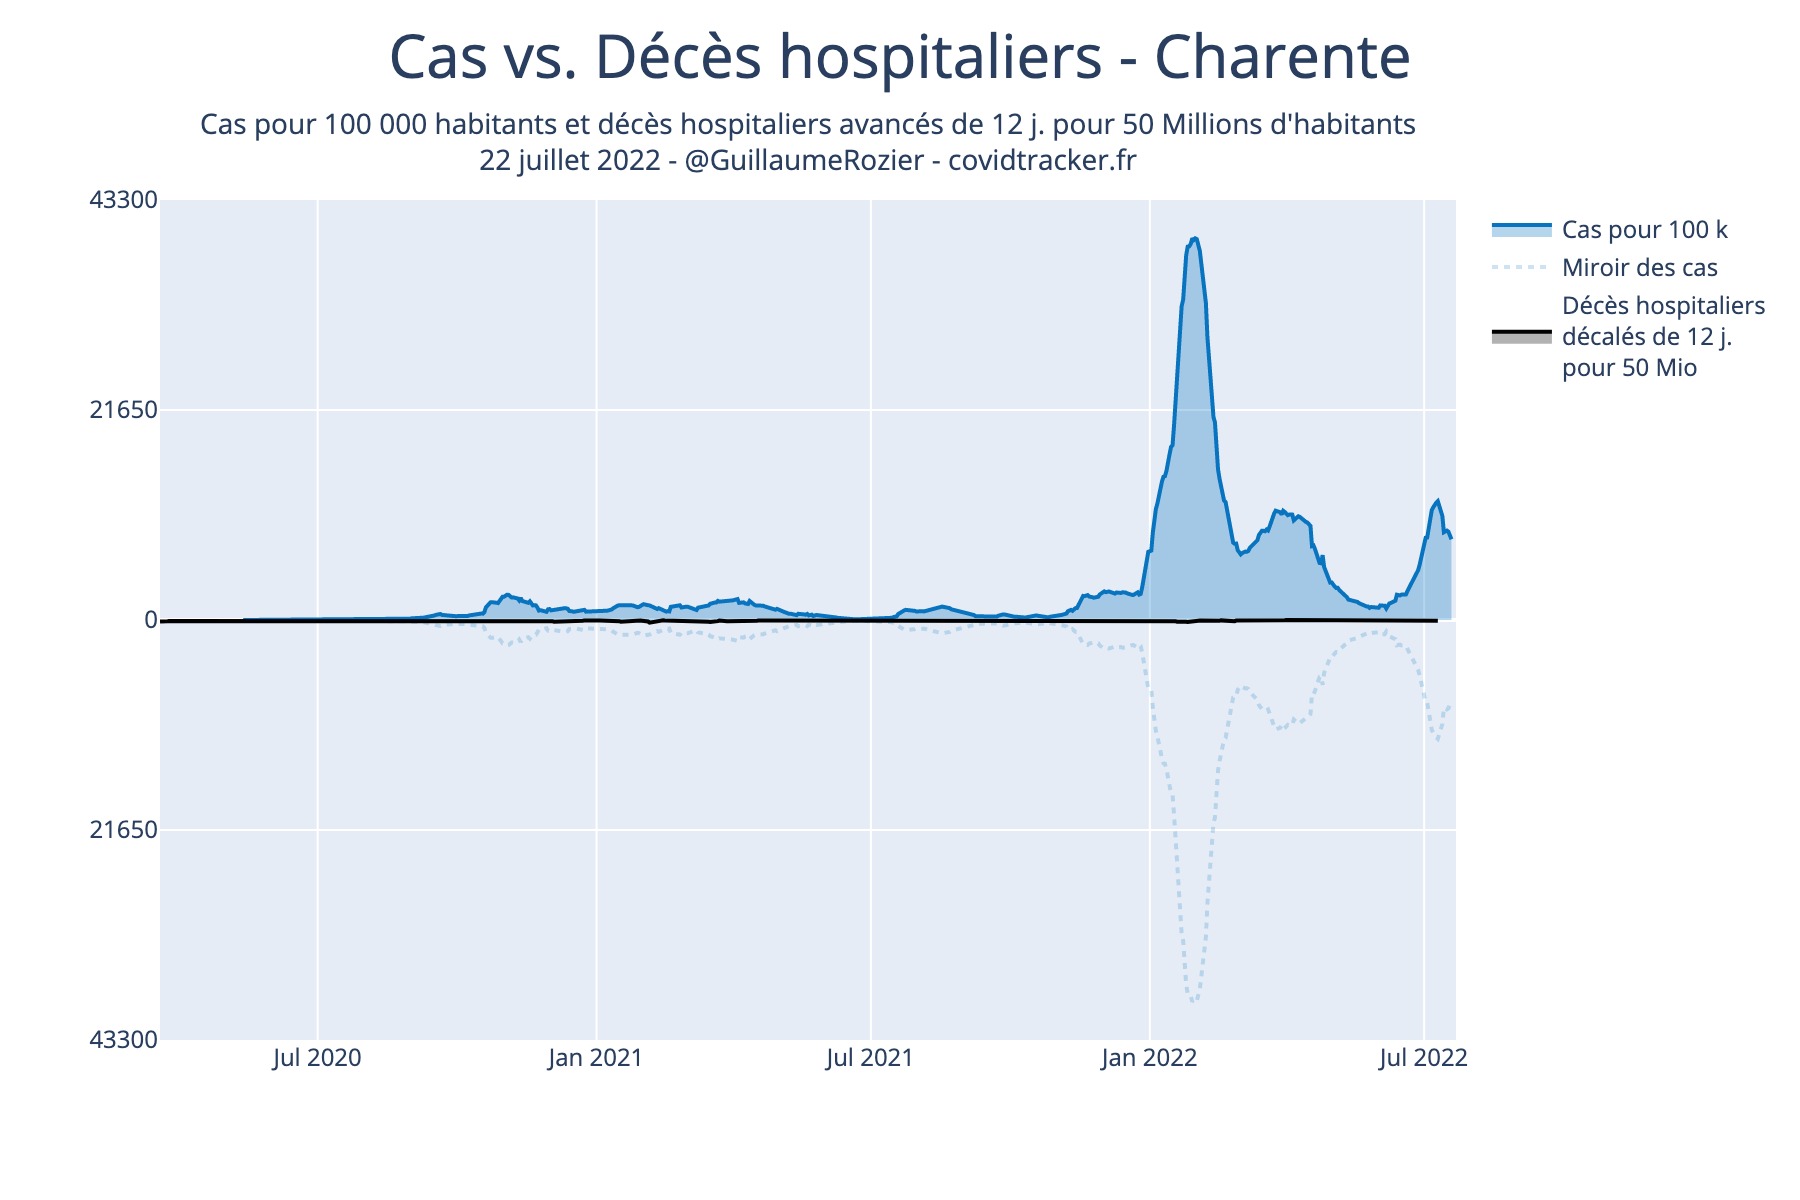 Cas vs. Décès hospitaliers - Charente
Cas pour 100 000 habitants et décès hospitaliers avancés de 12 j. pour 50 Millions d'habitants
22 juillet 2022 - @GuillaumeRozier - covidtracker.fr
43300
21650
0
21650
43300
Jul 2020
Jan 2021
Jul 2021
Jan 2022
Jul 2022
Cas pour 100 k
Miroir des cas
Décès hospitaliers
décalés de 12 j.
pour 50 Mio